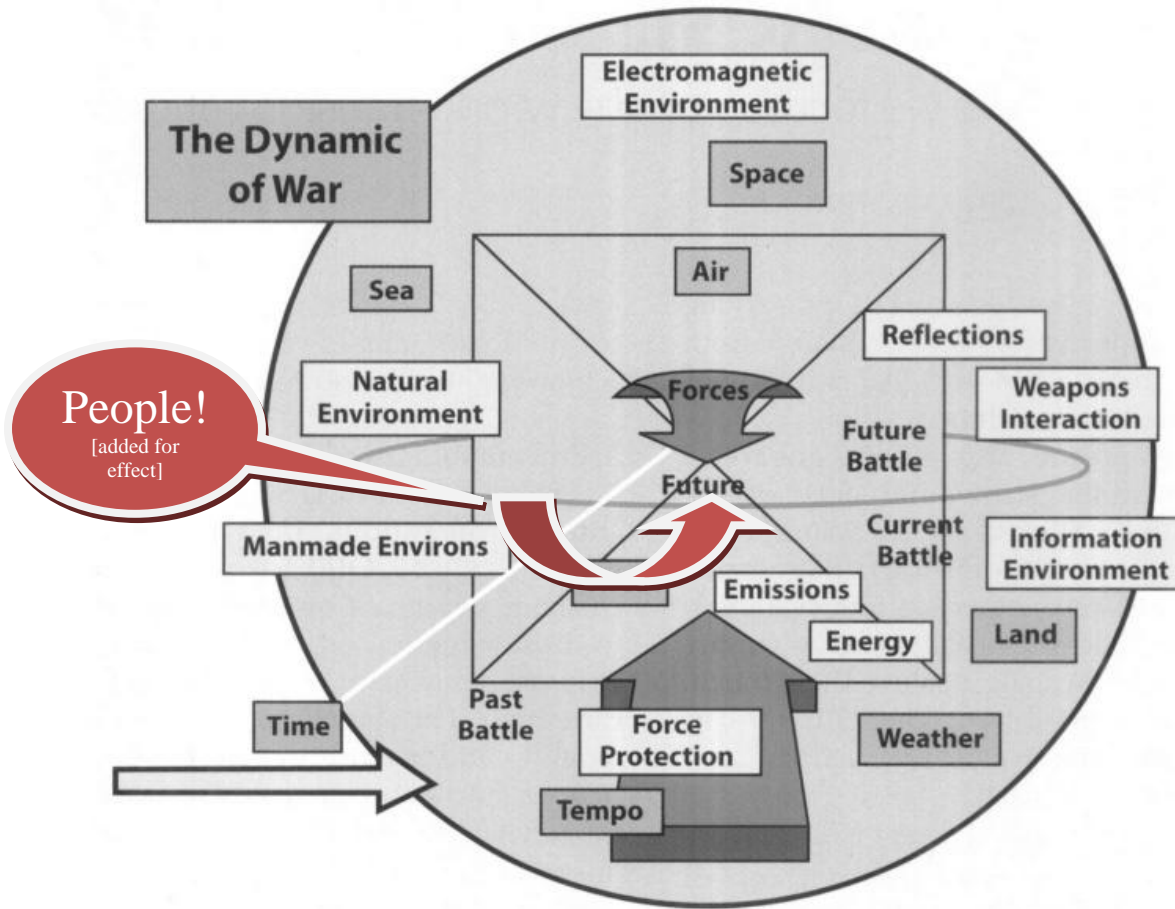 Electromagnetic
Environment
The Dynamic
of War
Space
Air
Sea
Reflections
Natural
Environment
Forces
Weapons
Interaction
People!
[added for
effect]
Future
Battle
Future
Manmade Environs
Current
Battle
Information
Environment
Emissions
Energy
Land
Past
Battle
Time
Force
Protection
Weather
Tempo